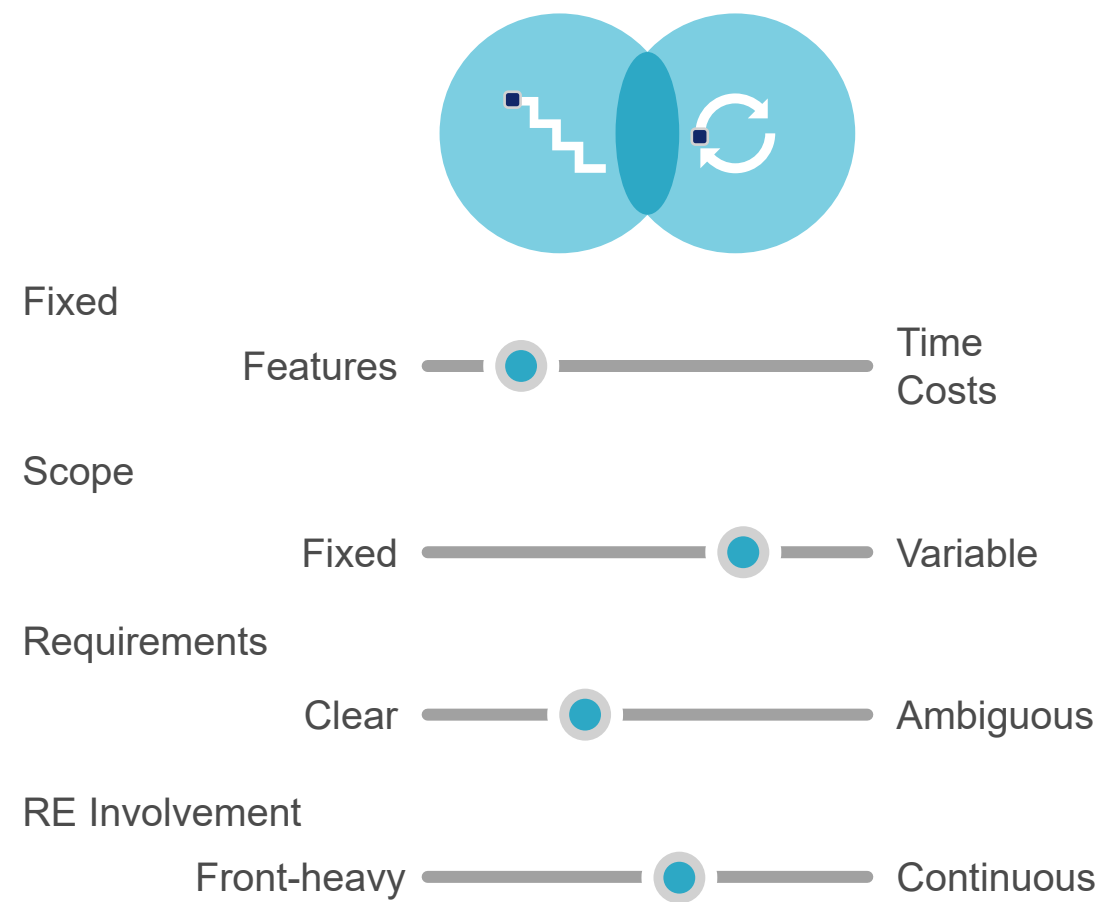 Fixed
Features
Time
Costs
Scope
Fixed
Variable
Requirements
Clear
Ambiguous
RE Involvement
Front-heavy
Continuous